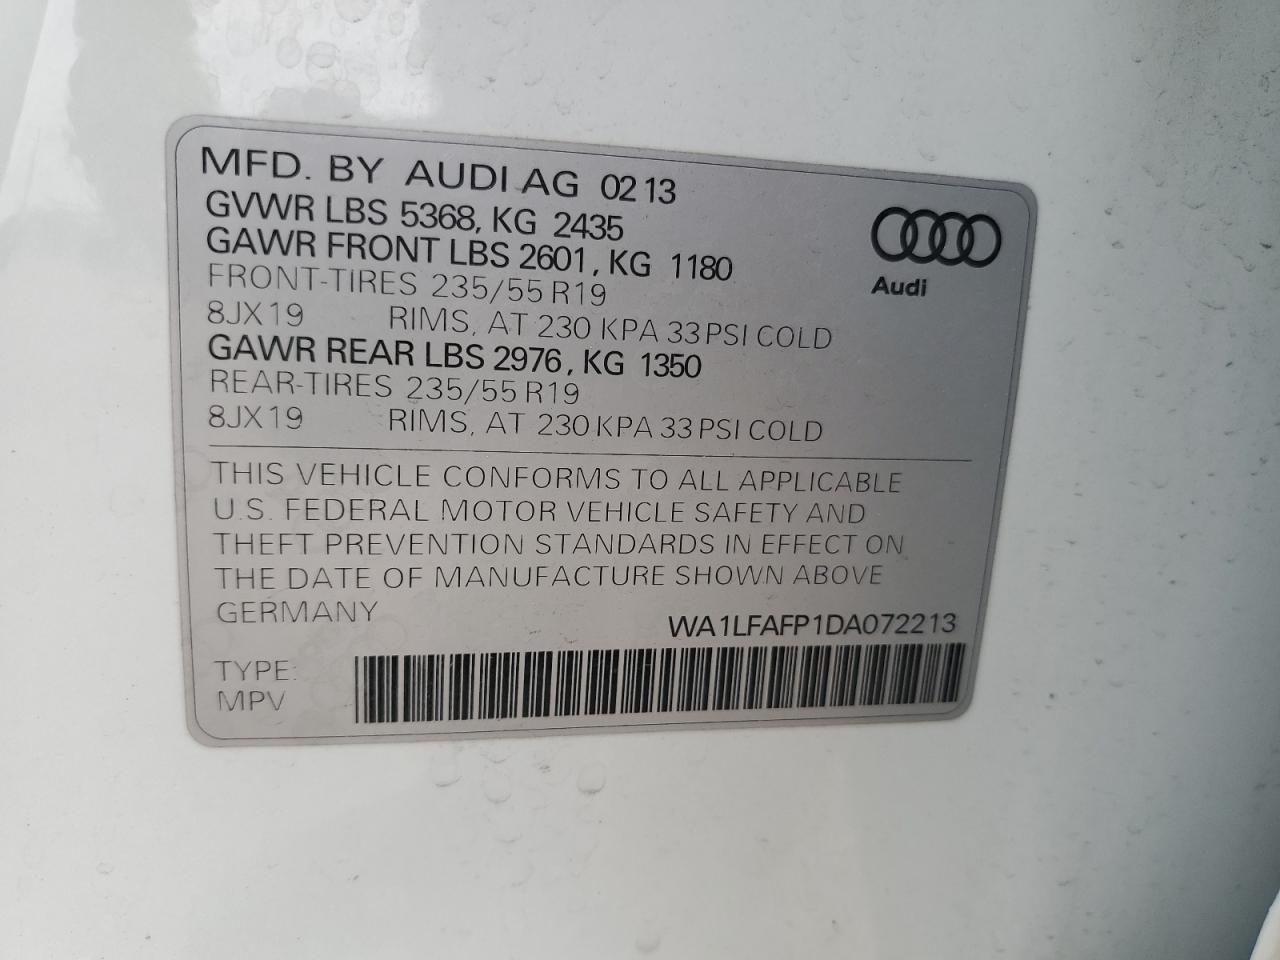 MFD. BY AUDI AG 02 13
GVWR LBS 5368, KG 2435
GAWR FRONT LBS 2601, KG 1180
FRONT-TIRES 235/55 R19
8JX19 RIMS, AT 230 KPA 33 PSI COLD
GAWR REAR LBS 2976, KG 1350
REAR-TIRES 235/55 R19
8JX19 RIMS, AT 230 KPA 33 PSI COLD
Audi
THIS VEHICLE CONFORMS TO ALL APPLICABLE
U.S. FEDERAL MOTOR VEHICLE SAFETY AND
THEFT PREVENTION STANDARDS IN EFFECT ON
THE DATE OF MANUFACTURE SHOWN ABOVE
GERMANY
WA1LFAFP1DA072213
TYPE:
MPV